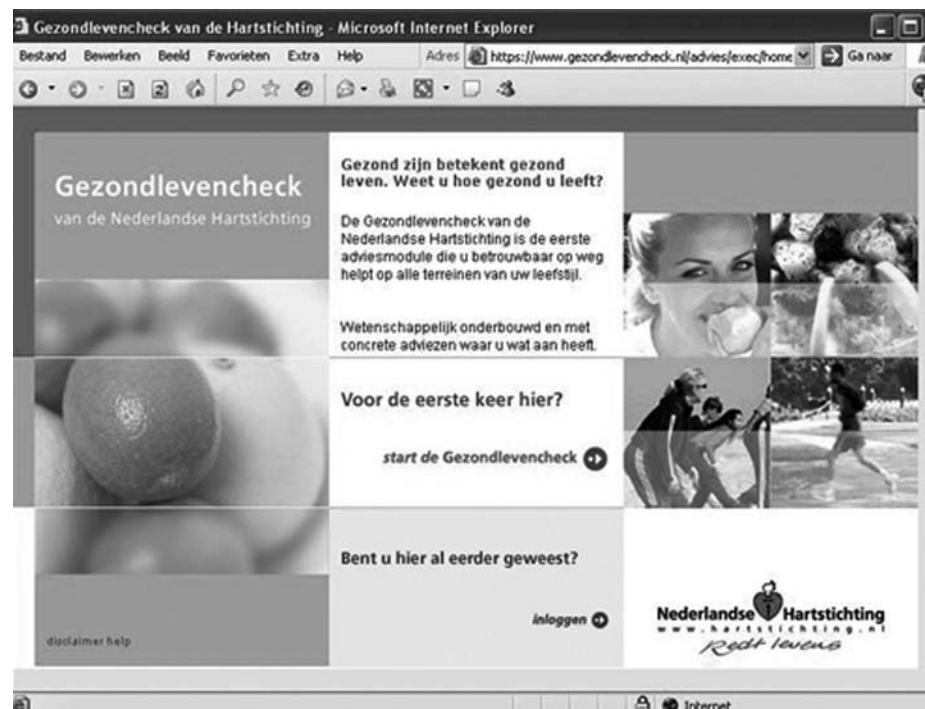 Gezondlevencheck van de Hartstichting - Microsoft Internet Explorer
Bestand Bewerken Beeld Favorieten Extra Help Adres https://www.gezondlevencheck.nl/advies/exec/home Ga naar
Gezondlevencheck
van de Nederlandse Hartstichting
Gezond zijn betekent gezond
leven. Weet u hoe gezond u leeft?
De Gezondlevencheck van de
Nederlandse Hartstichting is de eerste
adviesmodule die u betrouwbaar op weg
helpt op alle terreinen van uw leefstijl.
Wetenschappelijk onderbouwd en met
concrete adviezen waar u wat aan heeft.
Voor de eerste keer hier?
start de Gezondlevencheck
Bent u hier al eerder geweest?
inloggen
disclaimer help
Nederlandse Hartstichting
www.hartstichting.nl
Redt levens
Internet